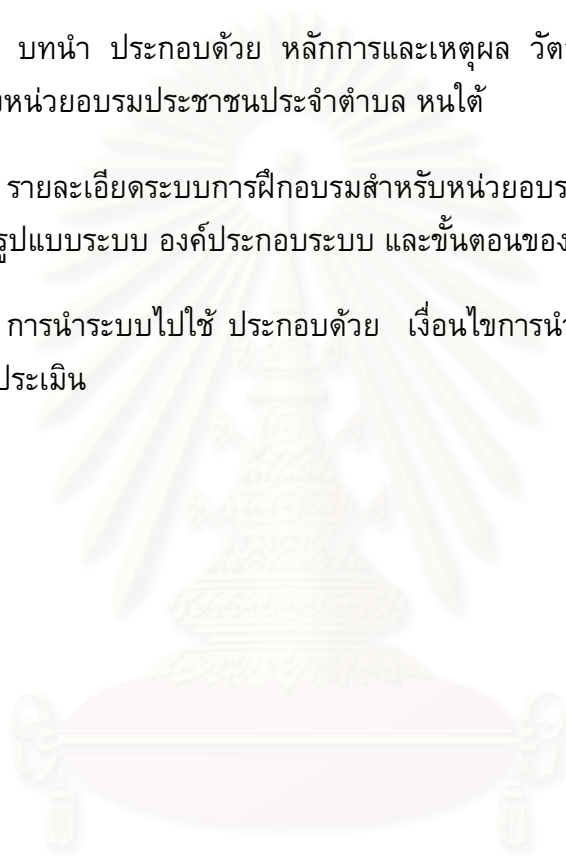 บทนำ ประกอบด้วย หลักการและเหตุผล
หน่วยอบรมประชาชนประจำตำบล หนใต้
รายละเอียดระบบการฝึกอบรมสำหรับหน่วยอบร
รูปแบบระบบ องค์ประกอบระบบ และขั้นตอนของ
การนำระบบไปใช้ ประกอบด้วย เงื่อนไขการนำ
ประเมิน